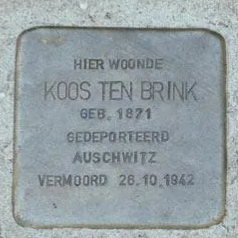 HIER WOONDE
KOOS TEN BRINK
GEB. 1871
GEDEPORTEERD
AUSCHWITZ
VERMOORD 26.10.1942